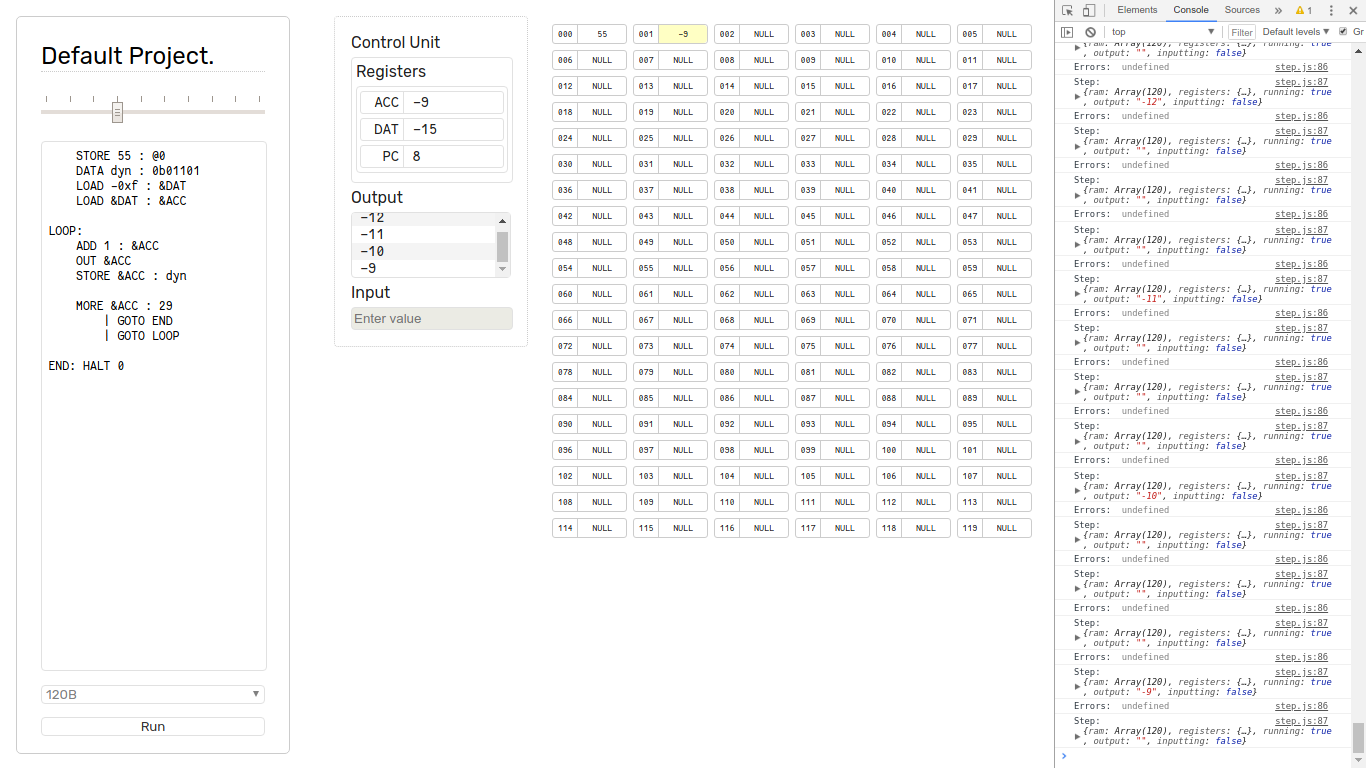 Default Project.
STORE 55 : @0
DATA dyn : 0b01101
LOAD -0xf : &DAT
LOAD &DAT : &ACC
LOOP:
ADD 1 : &ACC
OUT &ACC
STORE &ACC : dyn
MORE &ACC : 29
| GOTO END
| GOTO LOOP
END: HALT 0
120B
Run
Control Unit
Registers
ACC -9
DAT -15
PC 8
Output
-12
-11
-10
-9
Input
Enter value
000 55 001 -9 002 NULL 003 NULL 004 NULL 005 NULL
006 NULL 007 NULL 008 NULL 009 NULL 010 NULL 011 NULL
012 NULL 013 NULL 014 NULL 015 NULL 016 NULL 017 NULL
018 NULL 019 NULL 020 NULL 021 NULL 022 NULL 023 NULL
024 NULL 025 NULL 026 NULL 027 NULL 028 NULL 029 NULL
030 NULL 031 NULL 032 NULL 033 NULL 034 NULL 035 NULL
036 NULL 037 NULL 038 NULL 039 NULL 040 NULL 041 NULL
042 NULL 043 NULL 044 NULL 045 NULL 046 NULL 047 NULL
048 NULL 049 NULL 050 NULL 051 NULL 052 NULL 053 NULL
054 NULL 055 NULL 056 NULL 057 NULL 058 NULL 059 NULL
060 NULL 061 NULL 062 NULL 063 NULL 064 NULL 065 NULL
066 NULL 067 NULL 068 NULL 069 NULL 070 NULL 071 NULL
072 NULL 073 NULL 074 NULL 075 NULL 076 NULL 077 NULL
078 NULL 079 NULL 080 NULL 081 NULL 082 NULL 083 NULL
084 NULL 085 NULL 086 NULL 087 NULL 088 NULL 089 NULL
090 NULL 091 NULL 092 NULL 093 NULL 094 NULL 095 NULL
096 NULL 097 NULL 098 NULL 099 NULL 100 NULL 101 NULL
102 NULL 103 NULL 104 NULL 105 NULL 106 NULL 107 NULL
108 NULL 109 NULL 110 NULL 111 NULL 112 NULL 113 NULL
114 NULL 115 NULL 116 NULL 117 NULL 118 NULL 119 NULL
Elements Console Sources » 1
top Filter Default levels Gr
{ram: Array(120), registers: {…}, running: true
, output: "", inputting: false}
Errors: undefined step.js:86
Step: step.js:87
{ram: Array(120), registers: {…}, running: true
, output: "-12", inputting: false}
Errors: undefined step.js:86
Step: step.js:87
{ram: Array(120), registers: {…}, running: true
, output: "", inputting: false}
Errors: undefined step.js:86
Step: step.js:87
{ram: Array(120), registers: {…}, running: true
, output: "", inputting: false}
Errors: undefined step.js:86
Step: step.js:87
{ram: Array(120), registers: {…}, running: true
, output: "", inputting: false}
Errors: undefined step.js:86
Step: step.js:87
{ram: Array(120), registers: {…}, running: true
, output: "-11", inputting: false}
Errors: undefined step.js:86
Step: step.js:87
{ram: Array(120), registers: {…}, running: true
, output: "", inputting: false}
Errors: undefined step.js:86
Step: step.js:87
{ram: Array(120), registers: {…}, running: true
, output: "", inputting: false}
Errors: undefined step.js:86
Step: step.js:87
{ram: Array(120), registers: {…}, running: true
, output: "", inputting: false}
Errors: undefined step.js:86
Step: step.js:87
{ram: Array(120), registers: {…}, running: true
, output: "-10", inputting: false}
Errors: undefined step.js:86
Step: step.js:87
{ram: Array(120), registers: {…}, running: true
, output: "", inputting: false}
Errors: undefined step.js:86
Step: step.js:87
{ram: Array(120), registers: {…}, running: true
, output: "", inputting: false}
Errors: undefined step.js:86
Step: step.js:87
{ram: Array(120), registers: {…}, running: true
, output: "", inputting: false}
Errors: undefined step.js:86
Step: step.js:87
{ram: Array(120), registers: {…}, running: true
, output: "-9", inputting: false}
Errors: undefined step.js:86
Step: step.js:87
{ram: Array(120), registers: {…}, running: true
, output: "", inputting: false}